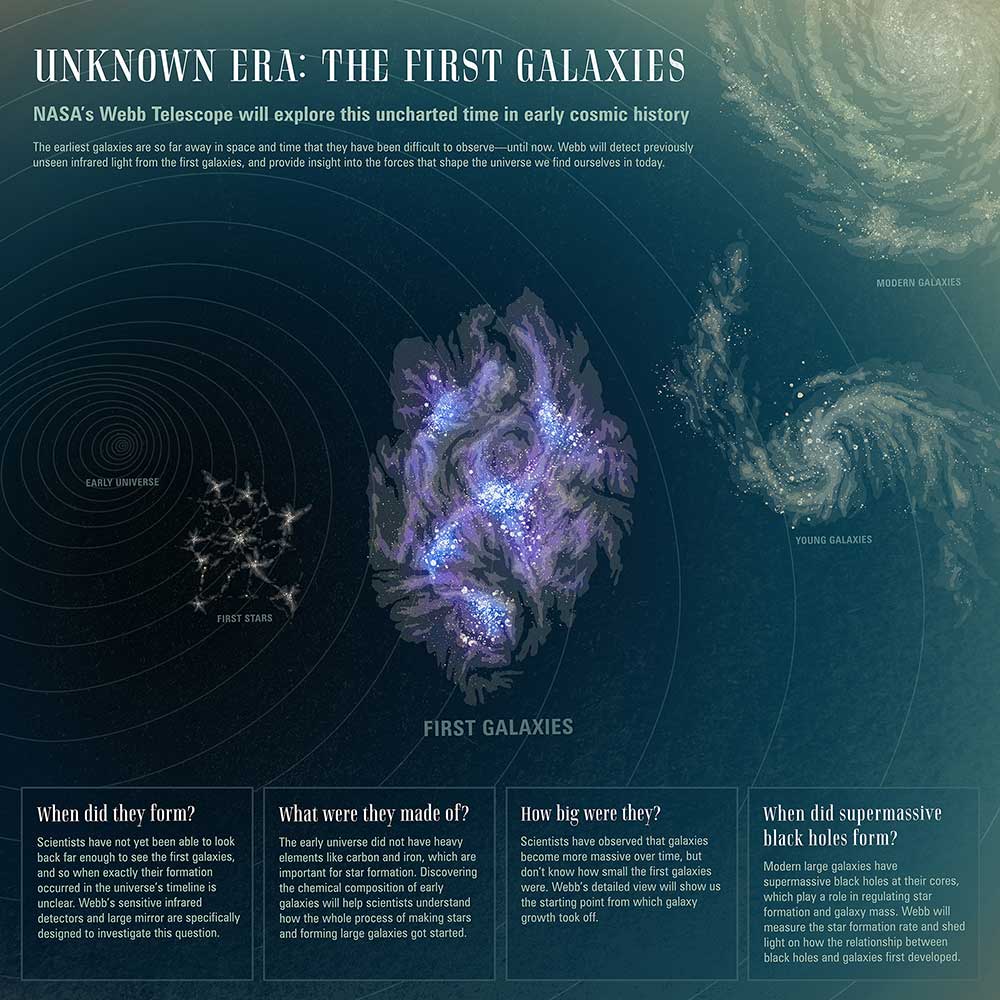 UNKNOWN ERA: THE FIRST GALAXIES
NASA's Webb Telescope will explore this uncharted time in early cosmic history
The earliest galaxies are so far away in space and time that they have been difficult to observe—until now. Webb will detect previously
unseen infrared light from the first galaxies, and provide insight into the forces that shape the universe we find ourselves in today.
MODERN GALAXIES
EARLY UNIVERSE
YOUNG GALAXIES
FIRST STARS
FIRST GALAXIES
When did they form?
Scientists have not yet been able to look
back far enough to see the first galaxies,
and so when exactly their formation
occurred in the universe's timeline is
unclear. Webb's sensitive infrared
detectors and large mirror are specifically
designed to investigate this question.
What were they made of?
The early universe did not have heavy
elements like carbon and iron, which are
important for star formation. Discovering
the chemical composition of early
galaxies will help scientists understand
how the whole process of making stars
and forming large galaxies got started.
How big were they?
Scientists have observed that galaxies
become more massive over time, but
don't know how small the first galaxies
were. Webb's detailed view will show us
the starting point from which galaxy
growth took off.
When did supermassive
black holes form?
Modern large galaxies have
supermassive black holes at their cores,
which play a role in regulating star
formation and galaxy mass. Webb will
measure the star formation rate and shed
light on how the relationship between
black holes and galaxies first developed.